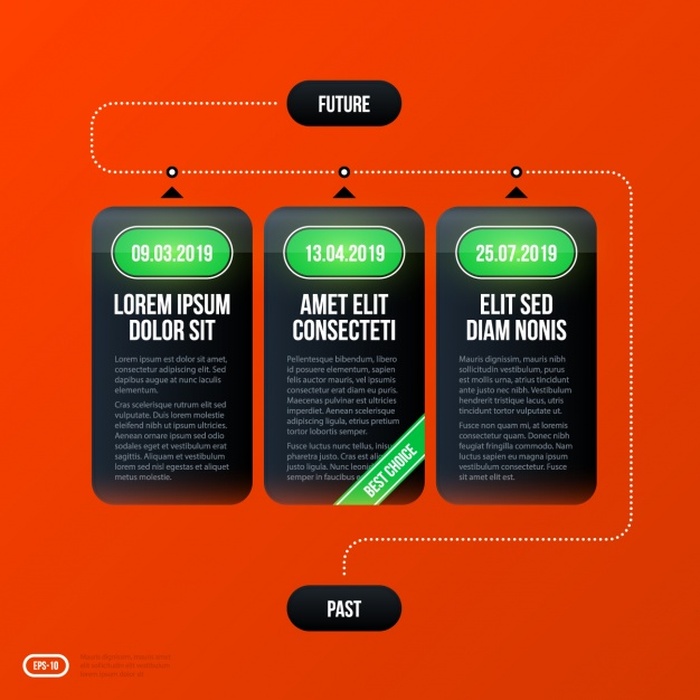 FUTURE
09.03.2019
LOREM IPSUM
DOLOR SIT
Lorem ipsum dolor sit amet,
consectetur adipiscing elit. Sed
dapibus augue at nunc iaculis
elementum.
Cras scelerisque rutrum elit sed
vulputate. Duis lorem molestie
eleifend nibh ut ipsum ultricies.
Aenean ornare ipsum sed odio
sodales eget et vestibulum erat
sagittis. Aliquam et vestibulum
lorem sed nisl egestas et aliquet
metus molestie.
13.04.2019
AMET ELIT
CONSECTETI
Pellentesque bibendum, libero
id posuere elementum, sapien
felis auctor mauris, vel ipsumis
consectetur erat diam eu puris.
Maecenas pulvinar est ultricies
imperdiet. Aenean scelerisque
adipiscing ligula, etrius pretium
tortor lobortis semper.
Fusce luctus nunc tellus,
pharetra justo
justo ligula. Nunc
semper in faucibus
BEST CHOICE
25.07.2019
ELIT SED
DIAM NONIS
Mauris dignissim, mauris nibh
sollicitudin vestibulum, purus
est mollis urna, atrius tincidunt
ante justo nec nibh. Vestibulum
hendrerit tristique lacus, utris
tincidunt tortor vulputate ut.
Fusce non quam mi, at loremis
consectetur quam. Donec nibh
feugiat fringilla commodo. Nam
luctus sapien eu magna ipsum
vestibulum consectetur. Fusce
sit amet elit est.
PAST
EPS-10